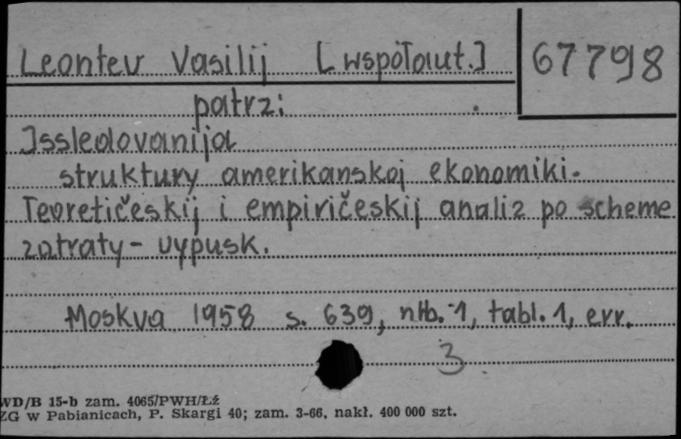 Leontev Vasilij [współaut.] 67798
patrz:
Issledovanija
struktury amerikanskoj ekonomiki.
Teoretičeskij i empiričeskij analiz po scheme
zatraty - vypusk.
Moskva 1958 s. 639, nlb. 1, tabl. 1, err.
3
WD/B 15-b zam. 4065/PWH/Łź
ZG w Pabianicach, P. Skargi 40; zam. 3-66, nakł. 400 000 szt.